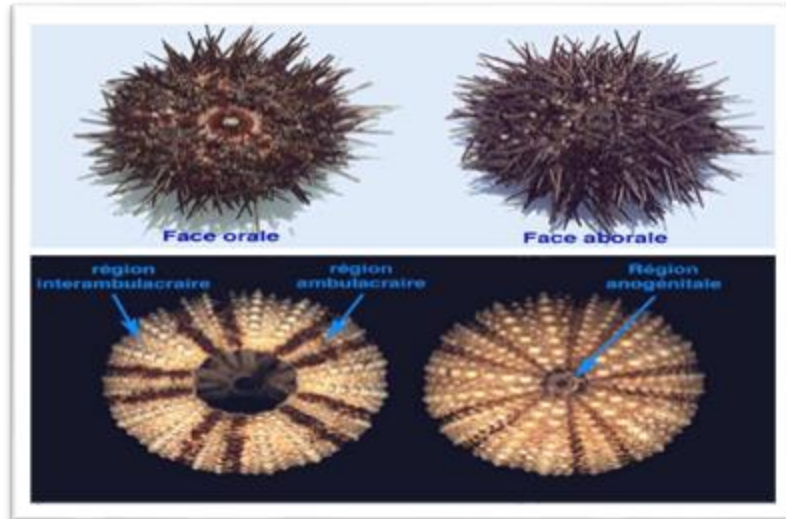 Face orale
Face aborale
région
interambulacraire
région
ambulacraire
Région
anogénitale